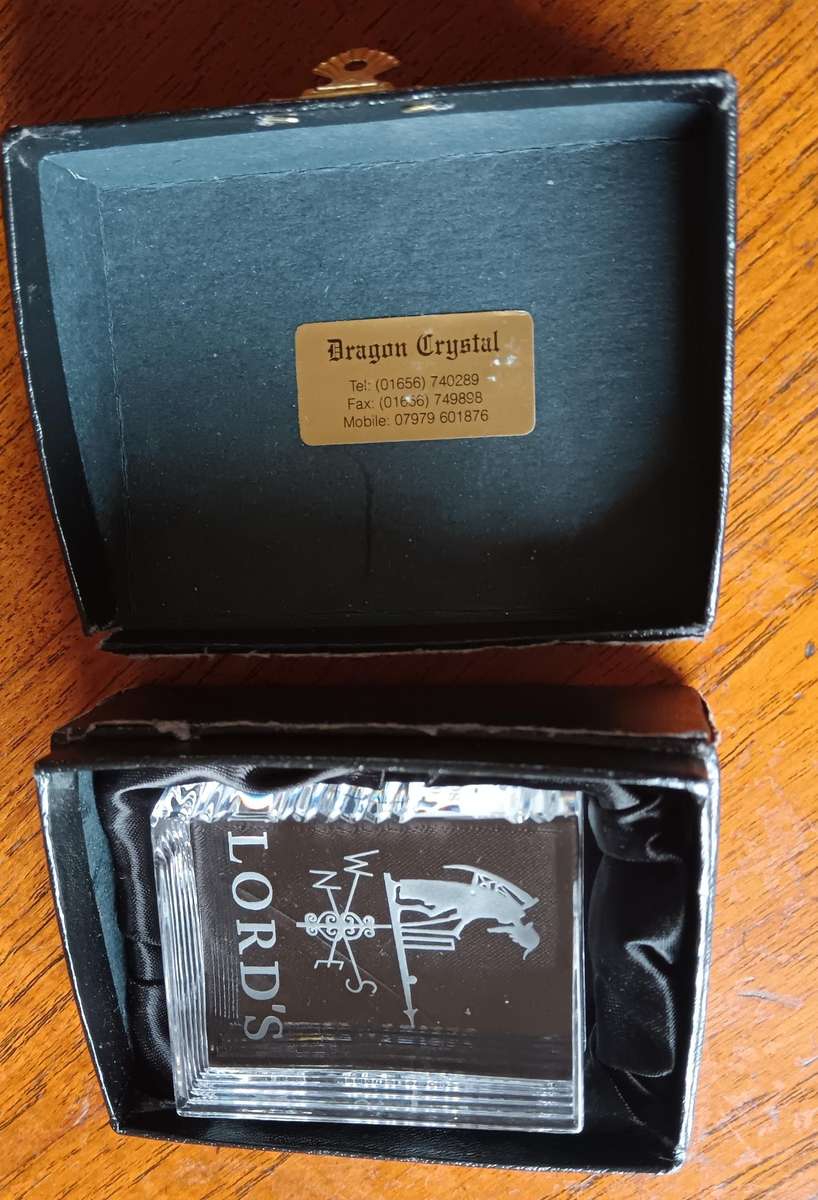 Dragon Crystal
Tel: (01656) 740289
Fax: (01656) 749898
Mobile: 07979 601876
W
N
E
S
LORD'S